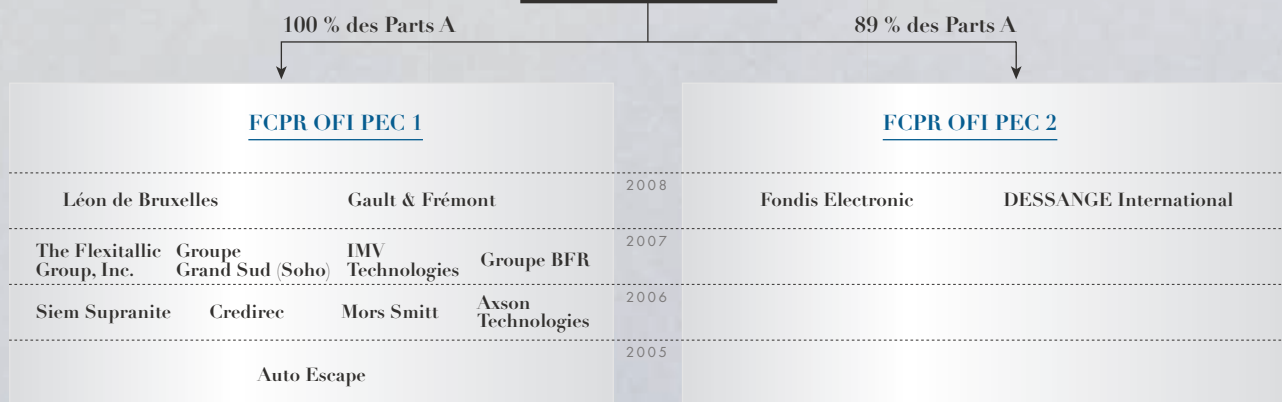 100 % des Parts A
89 % des Parts A
FCPR OFI PEC 1
FCPR OFI PEC 2
2008
Léon de Bruxelles
Gault & Frémont
Fondis Electronic
DESSANGE International
2007
The Flexitallic
Group, Inc.
Groupe
Grand Sud (Soho)
IMV
Technologies
Groupe BFR
2006
Siem Supranite
Credirec
Mors Smitt
Axson
Technologies
2005
Auto Escape